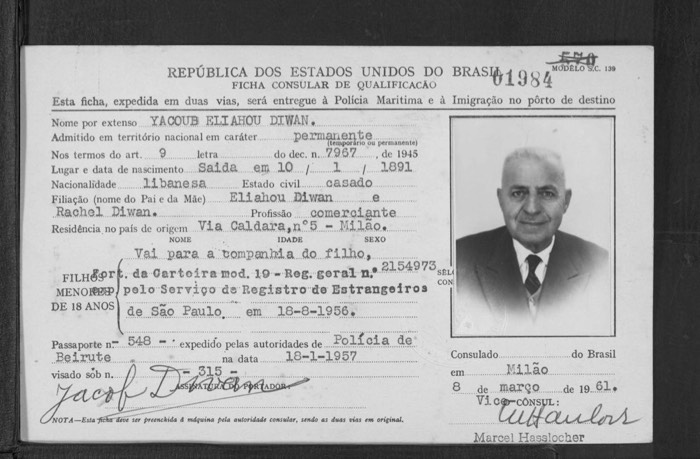 MODÊLO S.C. 139
REPÚBLICA DOS ESTADOS UNIDOS DO BRASIL 01984
FICHA CONSULAR DE QUALIFICAÇÃO
Esta ficha, expedida em duas vias, será entregue à Polícia Marítima e à Imigração no pôrto de destino
Nome por extenso YACOUB ELIAHOU DIWAN.
Admitido em território nacional em caráter permanente
(temporário ou permanente)
Nos termos do art. 9 letra do dec. n. 7967, de 1945
Lugar e data de nascimento Saida em 10 / 1 / 1891
Nacionalidade libanesa Estado civil casado
Filiação (nome do Pai e da Mãe) Eliahou Diwan e
Rachel Diwan. Profissão comerciante
Residência no país de origem Via Caldara, nº5 - Milão.
NOME IDADE SEXO
Vai para a companhia do filho,
FILHOS MENORES DE 18 ANOS
Port. da Carteira mod. 19 - Reg. geral n.º 2154973
exp. pelo Serviço de Registro de Estrangeiros
de São Paulo, em 18-8-1956.
Passaporte n- 548 - expedido pelas autoridades de Polícia de
Beirute na data 18-1-1957
visado sôb n. - 315 -
ASSINATURA DO PORTADOR
Jacob Diwan
NOTA—Esta ficha deve ser preenchida à máquina pela autoridade consular, sendo as duas vias em original.
Consulado do Brasil
em Milão
8 de março de 1961.
Vice-CÔNSUL:
Marcel Hasslocher